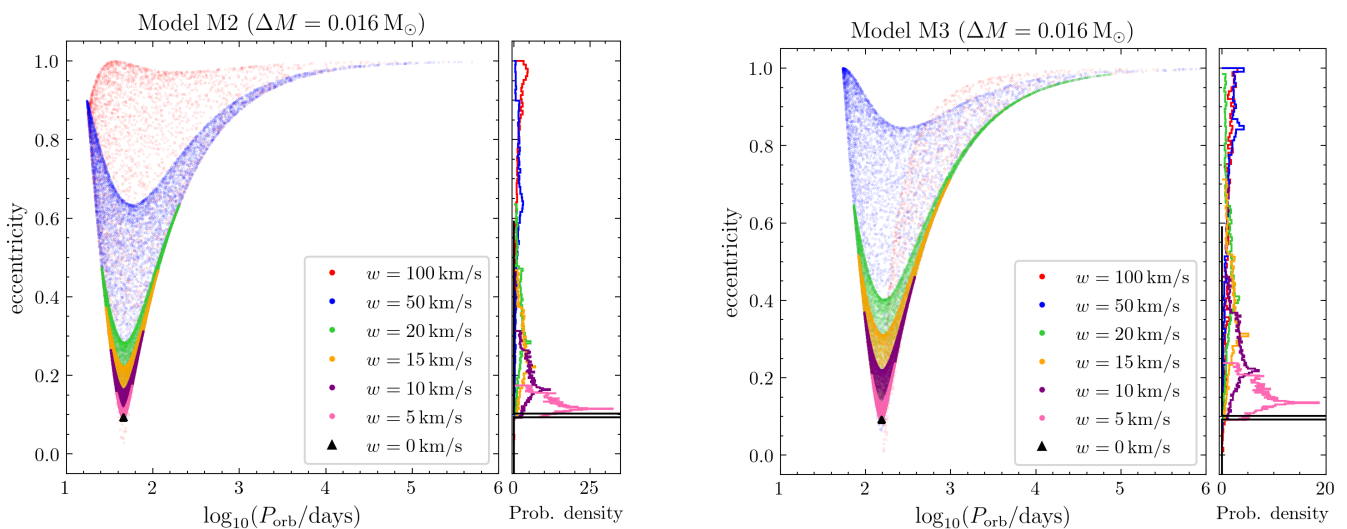 Model M2 (ΔM = 0.016 M⊙)
eccentricity
1.0
0.8
0.6
0.4
0.2
0.0
w = 100 km/s
w = 50 km/s
w = 20 km/s
w = 15 km/s
w = 10 km/s
w = 5 km/s
w = 0 km/s
1 2 3 4 5 6
log₁₀(P_orb/days)
0 25
Prob. density
Model M3 (ΔM = 0.016 M⊙)
eccentricity
1.0
0.8
0.6
0.4
0.2
0.0
w = 100 km/s
w = 50 km/s
w = 20 km/s
w = 15 km/s
w = 10 km/s
w = 5 km/s
w = 0 km/s
1 2 3 4 5 6
log₁₀(P_orb/days)
0 10 20
Prob. density